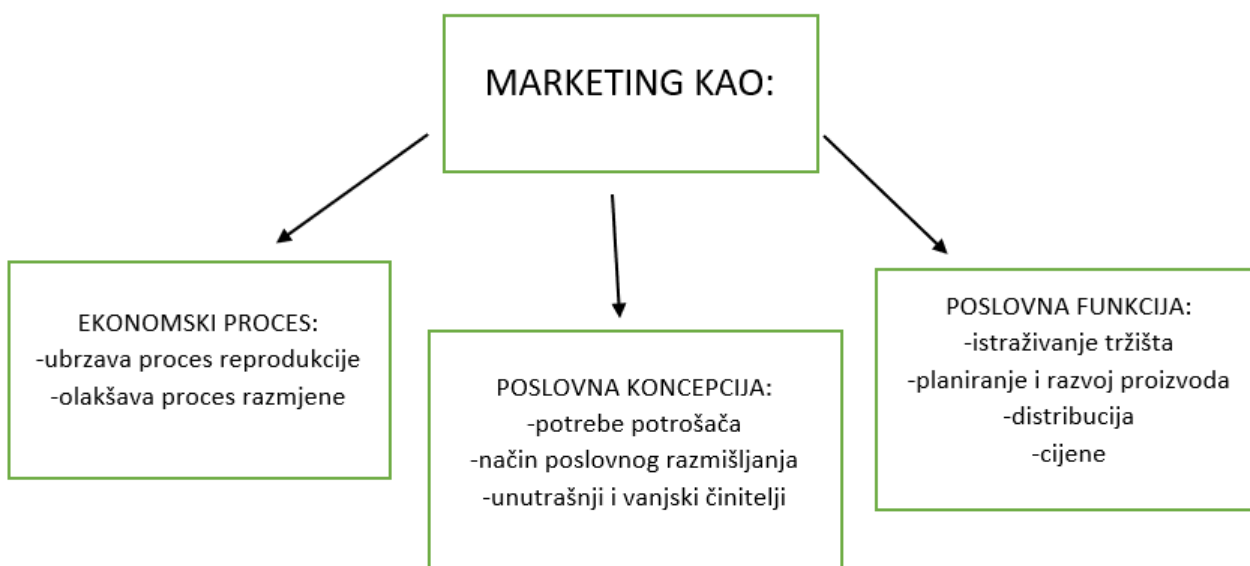 MARKETING KAO:
EKONOMSKI PROCES:
-ubrzava proces reprodukcije
-olakšava proces razmjene
POSLOVNA KONCEPCIJA:
-potrebe potrošača
-način poslovnog razmišljanja
-unutrašnji i vanjski činitelji
POSLOVNA FUNKCIJA:
-istraživanje tržišta
-planiranje i razvoj proizvoda
-distribucija
-cijene